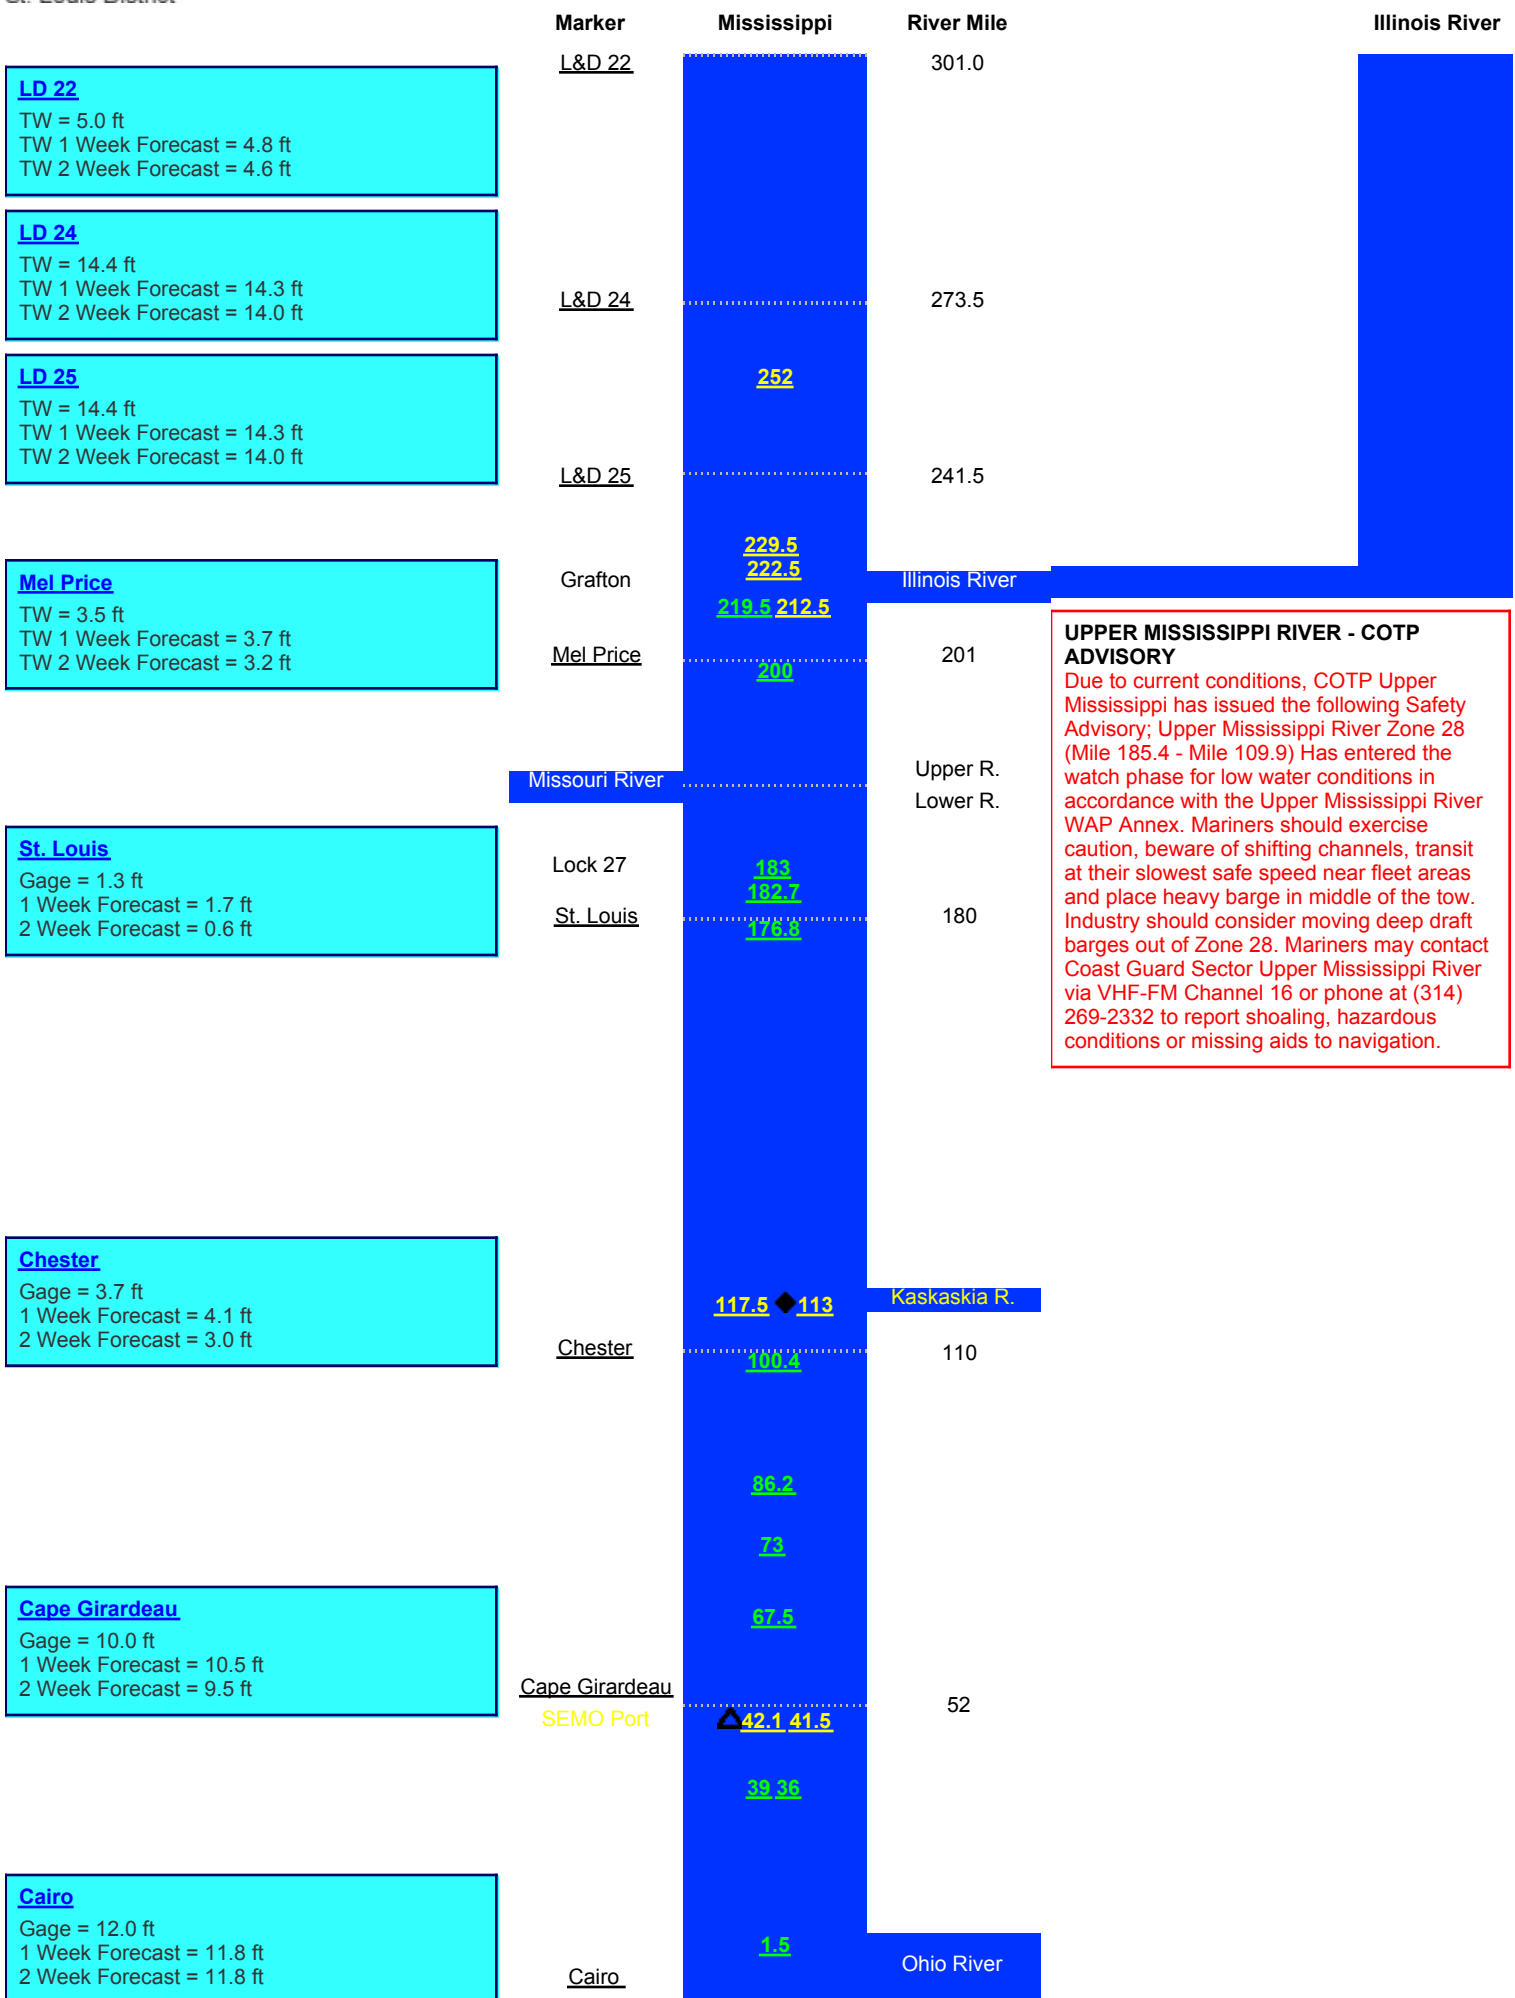 St. Louis District
Marker Mississippi River Mile Illinois River
L&D 22 301.0
LD 22
TW = 5.0 ft
TW 1 Week Forecast = 4.8 ft
TW 2 Week Forecast = 4.6 ft
LD 24
TW = 14.4 ft
TW 1 Week Forecast = 14.3 ft
TW 2 Week Forecast = 14.0 ft
L&D 24 273.5
LD 25
TW = 14.4 ft
TW 1 Week Forecast = 14.3 ft
TW 2 Week Forecast = 14.0 ft
252
L&D 25 241.5
229.5
Grafton 222.5 Illinois River
219.5 212.5
Mel Price
TW = 3.5 ft
TW 1 Week Forecast = 3.7 ft
TW 2 Week Forecast = 3.2 ft
Mel Price 201
200
UPPER MISSISSIPPI RIVER - COTP
ADVISORY
Due to current conditions, COTP Upper
Mississippi has issued the following Safety
Advisory; Upper Mississippi River Zone 28
(Mile 185.4 - Mile 109.9) Has entered the
watch phase for low water conditions in
accordance with the Upper Mississippi River
WAP Annex. Mariners should exercise
caution, beware of shifting channels, transit
at their slowest safe speed near fleet areas
and place heavy barge in middle of the tow.
Industry should consider moving deep draft
barges out of Zone 28. Mariners may contact
Coast Guard Sector Upper Mississippi River
via VHF-FM Channel 16 or phone at (314)
269-2332 to report shoaling, hazardous
conditions or missing aids to navigation.
Missouri River Upper R.
Lower R.
St. Louis
Gage = 1.3 ft
1 Week Forecast = 1.7 ft
2 Week Forecast = 0.6 ft
Lock 27 183
182.7
St. Louis 180
176.8
Chester
Gage = 3.7 ft
1 Week Forecast = 4.1 ft
2 Week Forecast = 3.0 ft
117.5 113 Kaskaskia R.
Chester 110
100.4
86.2
73
Cape Girardeau
Gage = 10.0 ft
1 Week Forecast = 10.5 ft
2 Week Forecast = 9.5 ft
67.5
Cape Girardeau 52
SEMO Port 42.1 41.5
39 36
Cairo
Gage = 12.0 ft
1 Week Forecast = 11.8 ft
2 Week Forecast = 11.8 ft
1.5
Ohio River
Cairo